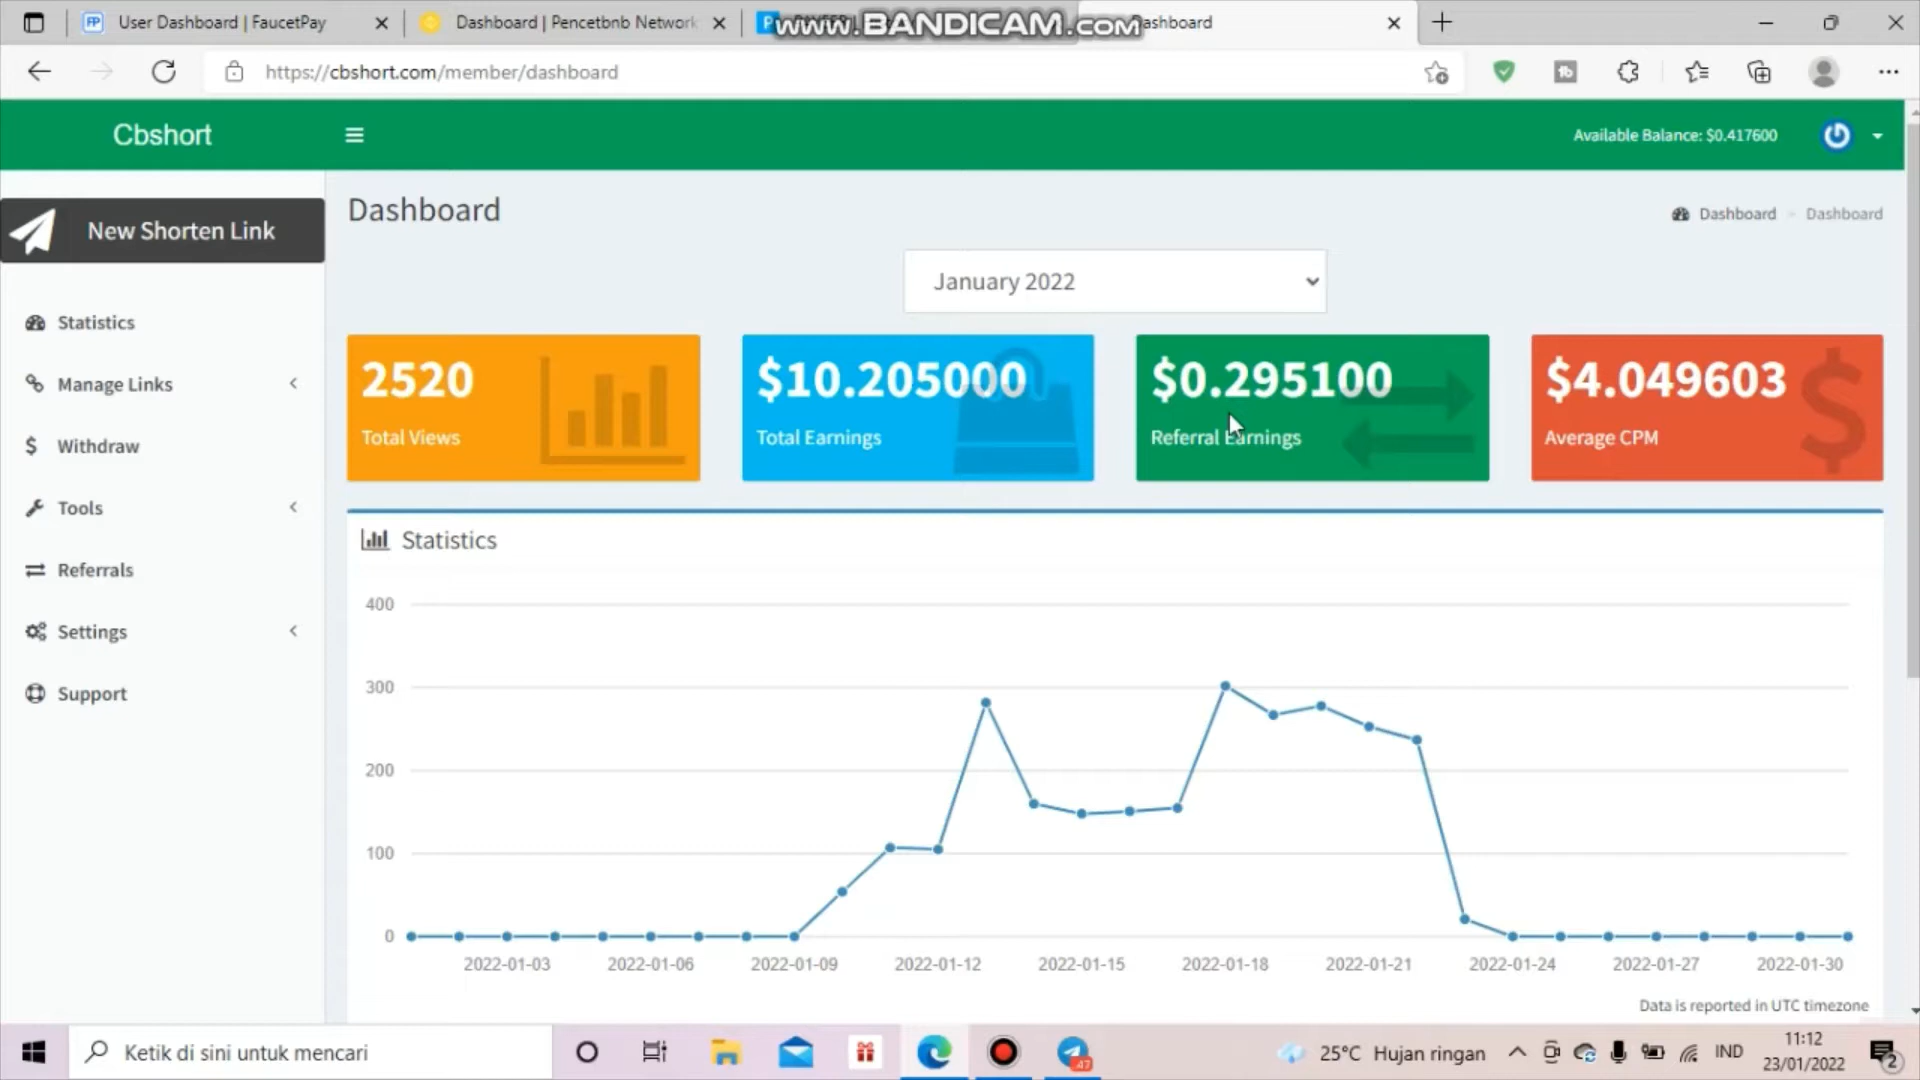 User Dashboard | FaucetPay
Dashboard | Pencetbnb Network
www.BANDICAM.com
Dashboard
https://cbshort.com/member/dashboard
Cbshort
Available Balance: $0.417600
New Shorten Link
Dashboard
Dashboard
Dashboard
January 2022
Statistics
Manage Links
Withdraw
Tools
Referrals
Settings
Support
2520
Total Views
$10.205000
Total Earnings
$0.295100
Referral Earnings
$4.049603
Average CPM
Statistics
400
300
200
100
0
2022-01-03 2022-01-06 2022-01-09 2022-01-12 2022-01-15 2022-01-18 2022-01-21 2022-01-24 2022-01-27 2022-01-30
Data is reported in UTC timezone
Ketik di sini untuk mencari
47
25°C Hujan ringan
IND
11:12
23/01/2022
2